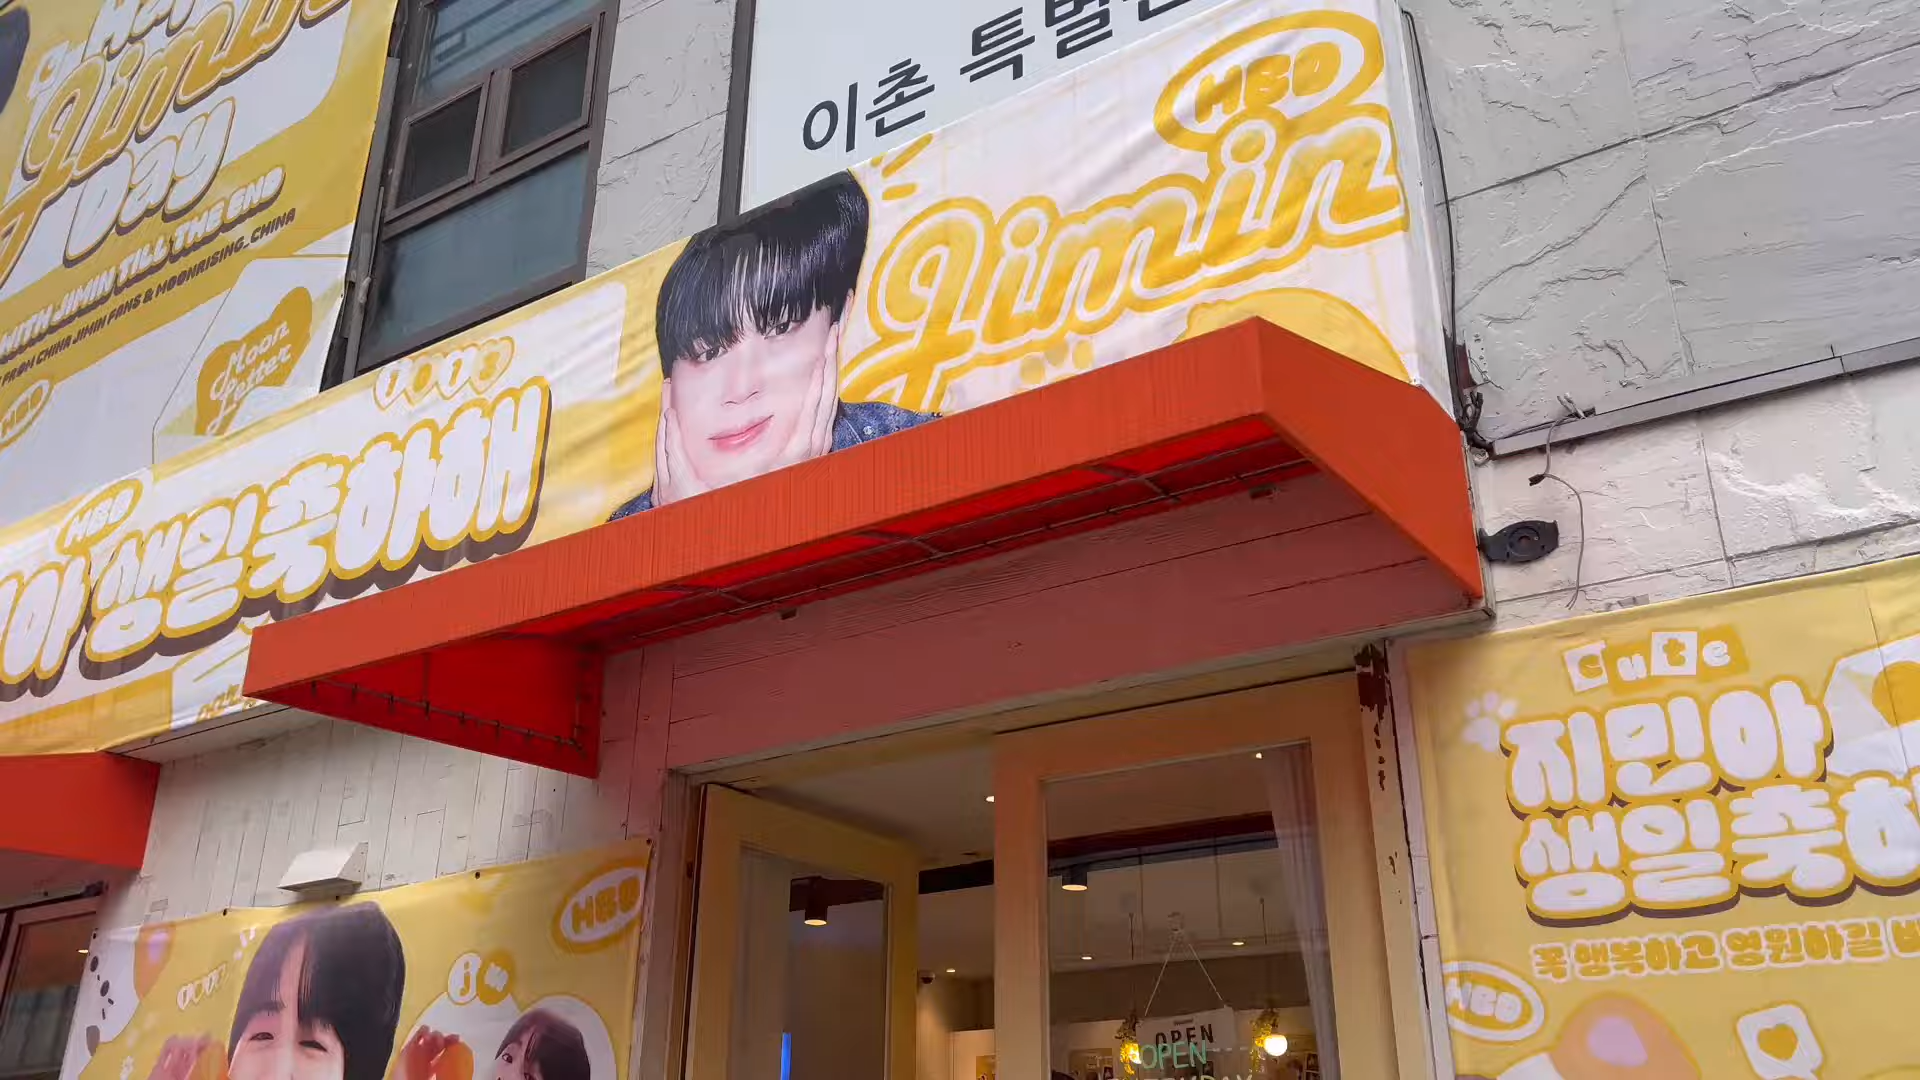 Jimin
Day
WITH JIMIN TILL THE END
FROM CHINA JIMIN FANS & MOONRISING_CHINA
Moon
Letter
HBD
이촌
HBD
Jimin
HBD
생일축하해
HBD
OPEN
OPEN
EVERYDAY
cute
지민아
생일축하
꼭 행복하고 영원하길
HBD